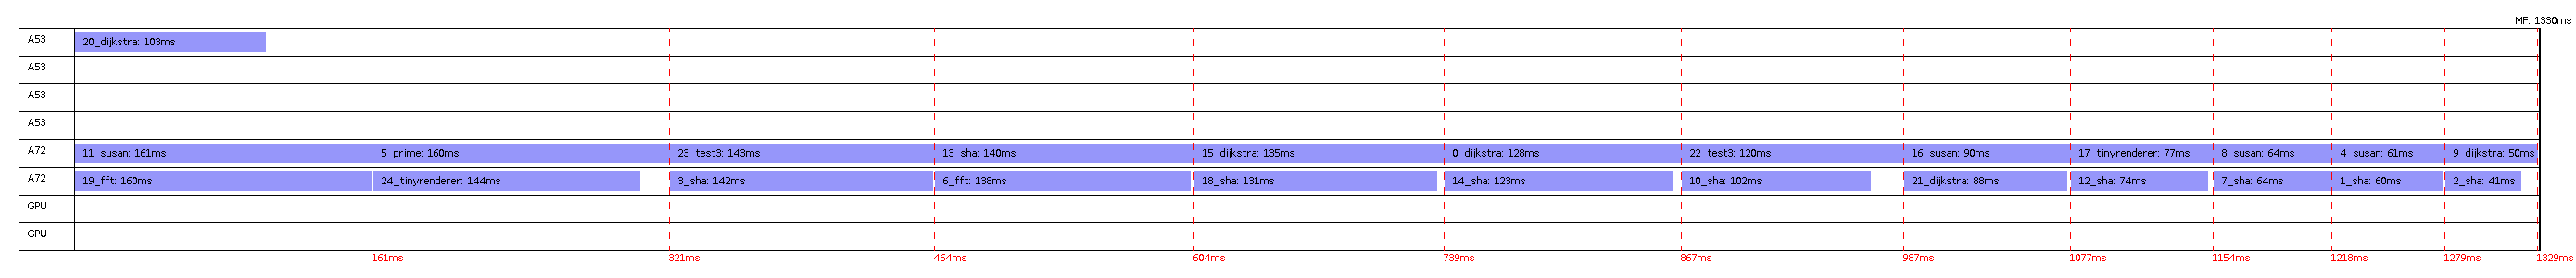 MF: 1330ms
A53 20_dijkstra: 103ms
A53
A53
A53
A72 11_susan: 161ms 5_prime: 160ms 23_test3: 143ms 13_sha: 140ms 15_dijkstra: 135ms 0_dijkstra: 128ms 22_test3: 120ms 16_susan: 90ms 17_tinyrenderer: 77ms 8_susan: 64ms 4_susan: 61ms 9_dijkstra: 50ms
A72 19_fft: 160ms 24_tinyrenderer: 144ms 3_sha: 142ms 6_fft: 138ms 18_sha: 131ms 14_sha: 123ms 10_sha: 102ms 21_dijkstra: 88ms 12_sha: 74ms 7_sha: 64ms 1_sha: 60ms 2_sha: 41ms
GPU
GPU
161ms 321ms 464ms 604ms 739ms 867ms 987ms 1077ms 1154ms 1218ms 1279ms 1329ms